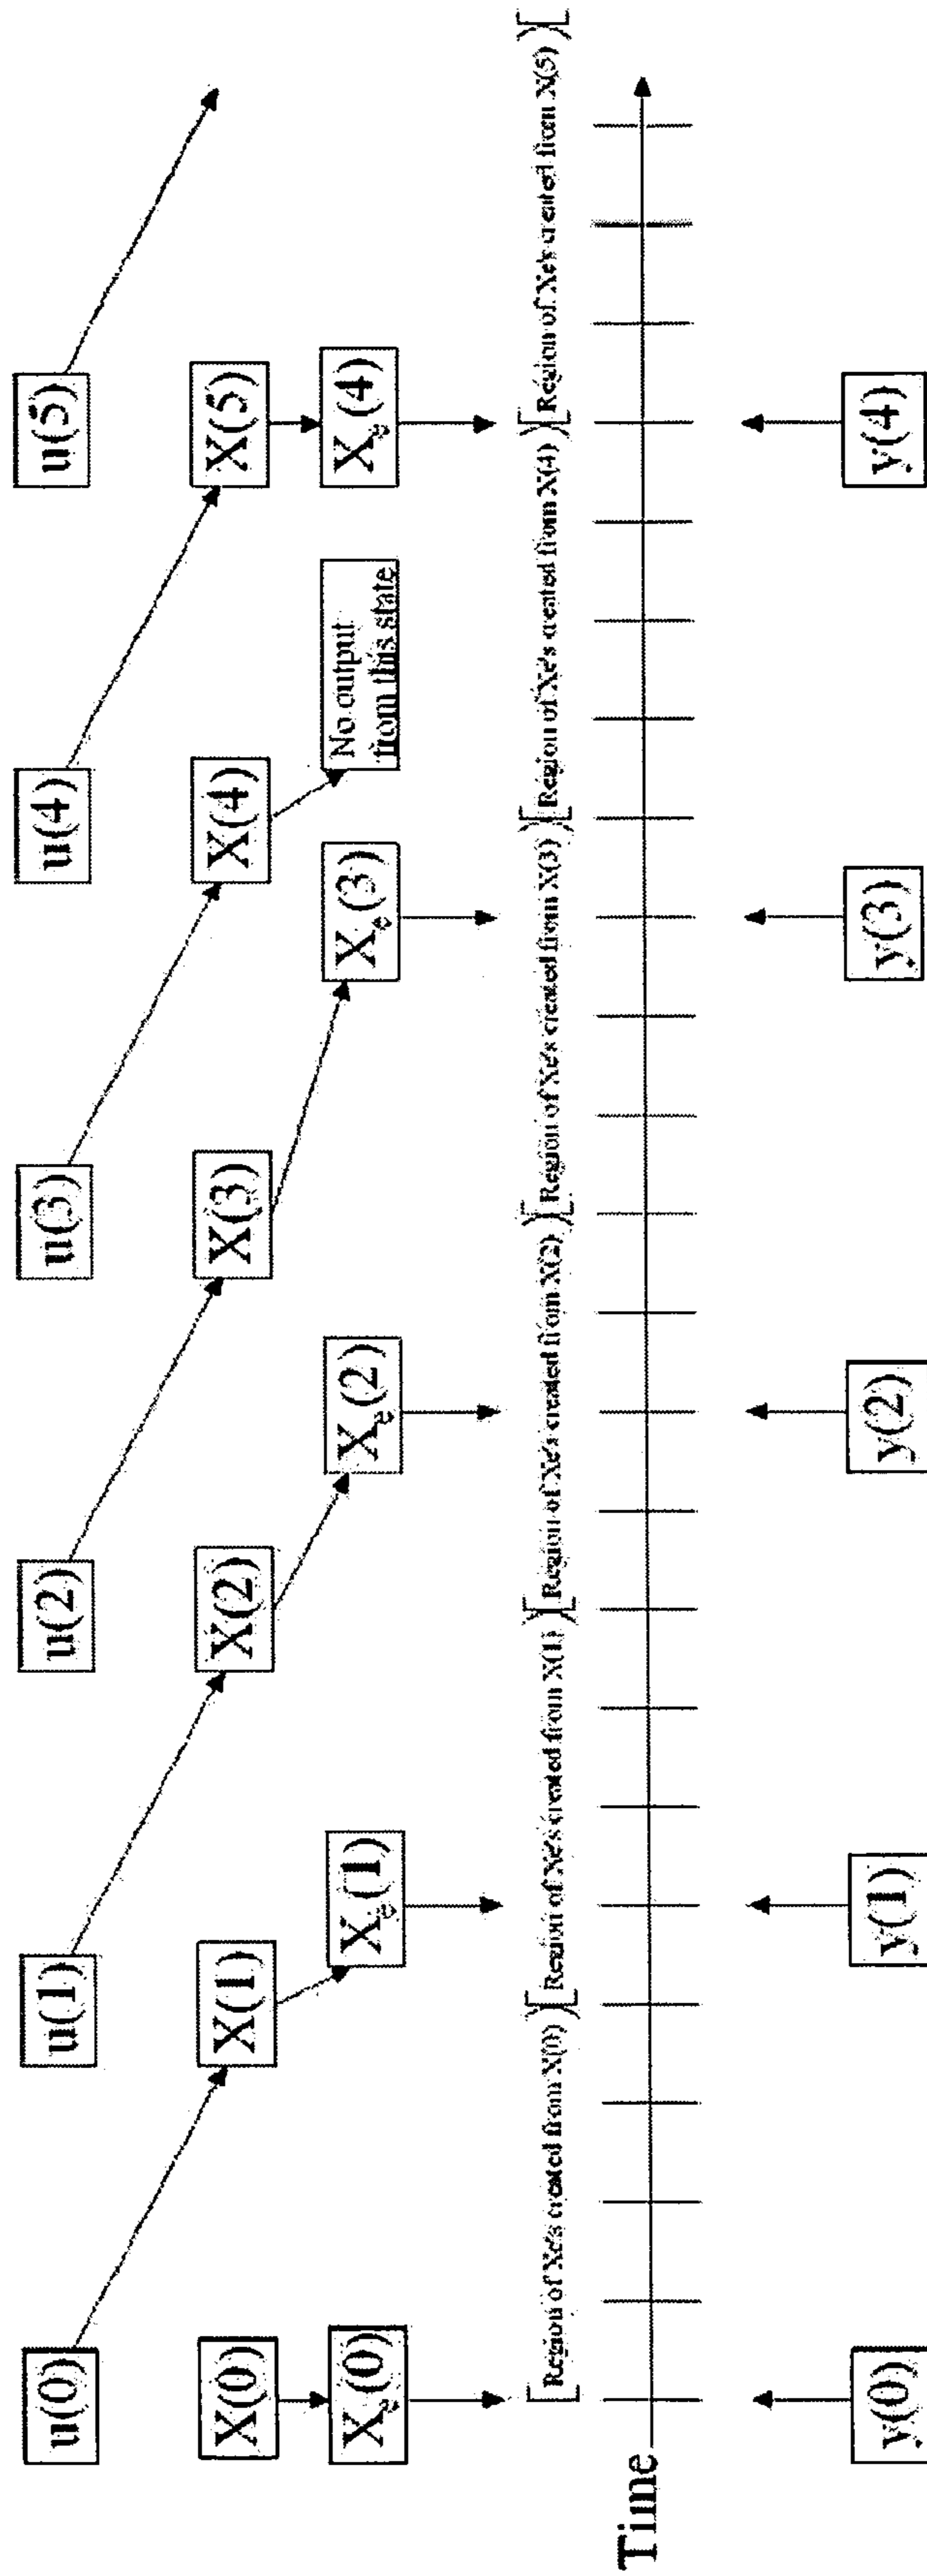 u(0) u(1) u(2) u(3) u(4) u(5)
X(0) X(1) X(2) X(3) X(4) X(5)
Xe(0) Xe(1) Xe(2) Xe(3) No output Xe(4)
from this state
[Region of Xe's created from X(0) )[Region of Xe's created from X(1) )[Region of Xe's created from X(2) )[Region of Xe's created from X(3) )[Region of Xe's created from X(4) )[Region of Xe's created from X(5) )[
Time
y(0) y(1) y(2) y(3) y(4)